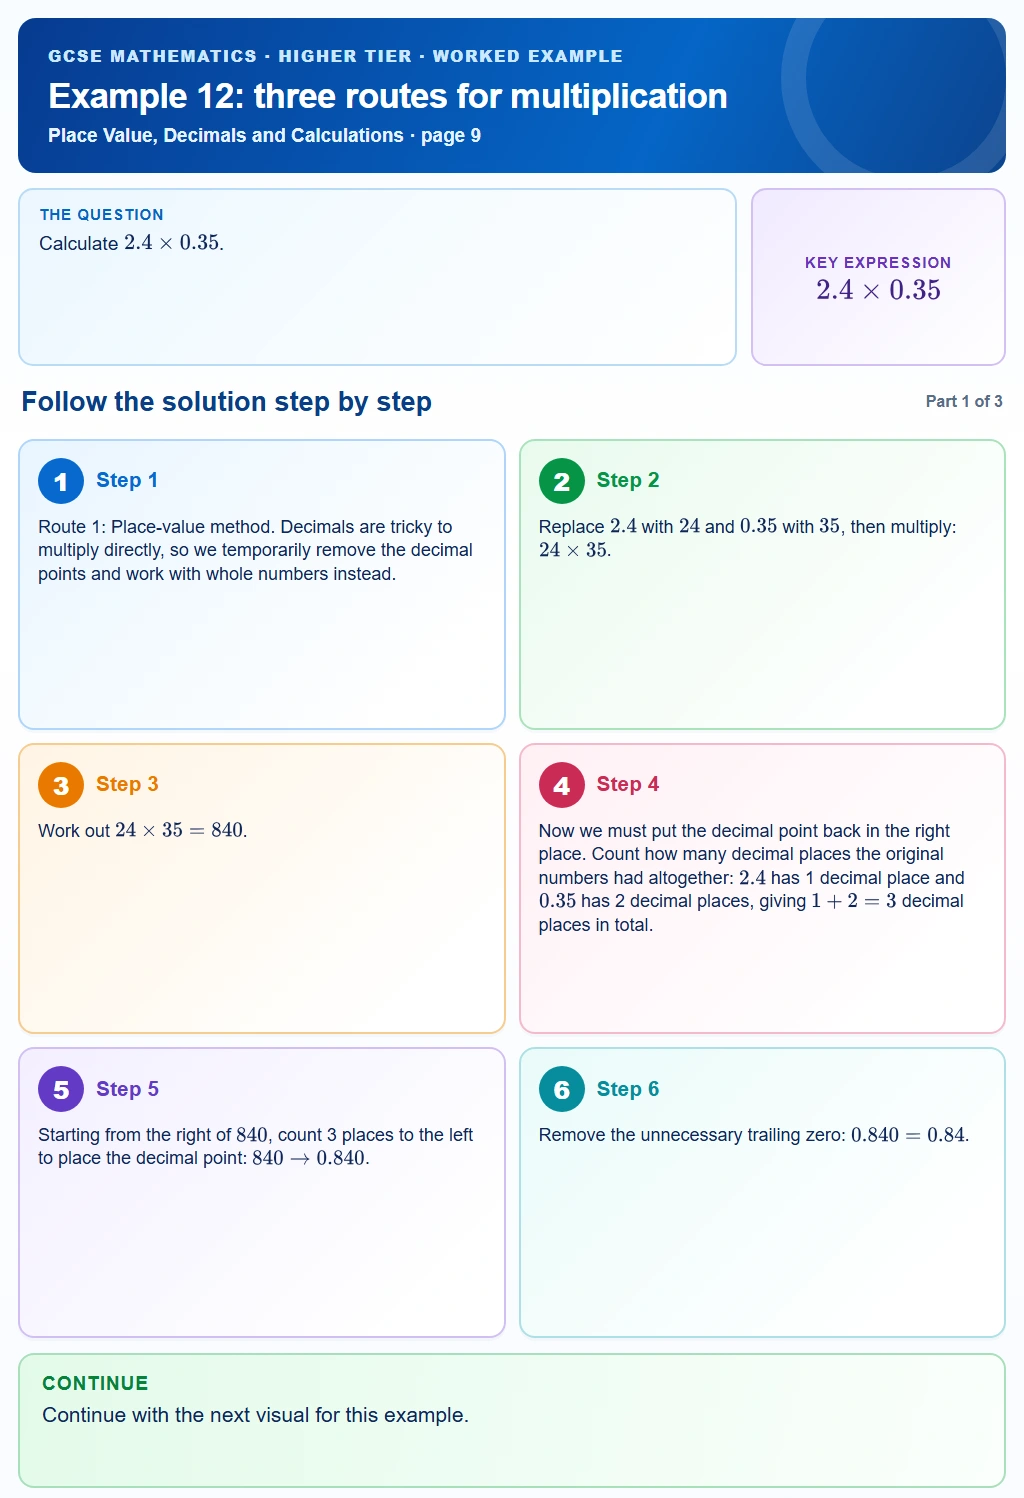 GCSE MATHEMATICS · HIGHER TIER · WORKED EXAMPLE
Example 12: three routes for multiplication
Place Value, Decimals and Calculations · page 9
THE QUESTION
Calculate 2.4 × 0.35.
KEY EXPRESSION
2.4 × 0.35
Follow the solution step by step
Part 1 of 3
1 Step 1
Route 1: Place-value method. Decimals are tricky to
multiply directly, so we temporarily remove the decimal
points and work with whole numbers instead.
2 Step 2
Replace 2.4 with 24 and 0.35 with 35, then multiply:
24 × 35.
3 Step 3
Work out 24 × 35 = 840.
4 Step 4
Now we must put the decimal point back in the right
place. Count how many decimal places the original
numbers had altogether: 2.4 has 1 decimal place and
0.35 has 2 decimal places, giving 1 + 2 = 3 decimal
places in total.
5 Step 5
Starting from the right of 840, count 3 places to the left
to place the decimal point: 840 → 0.840.
6 Step 6
Remove the unnecessary trailing zero: 0.840 = 0.84.
CONTINUE
Continue with the next visual for this example.